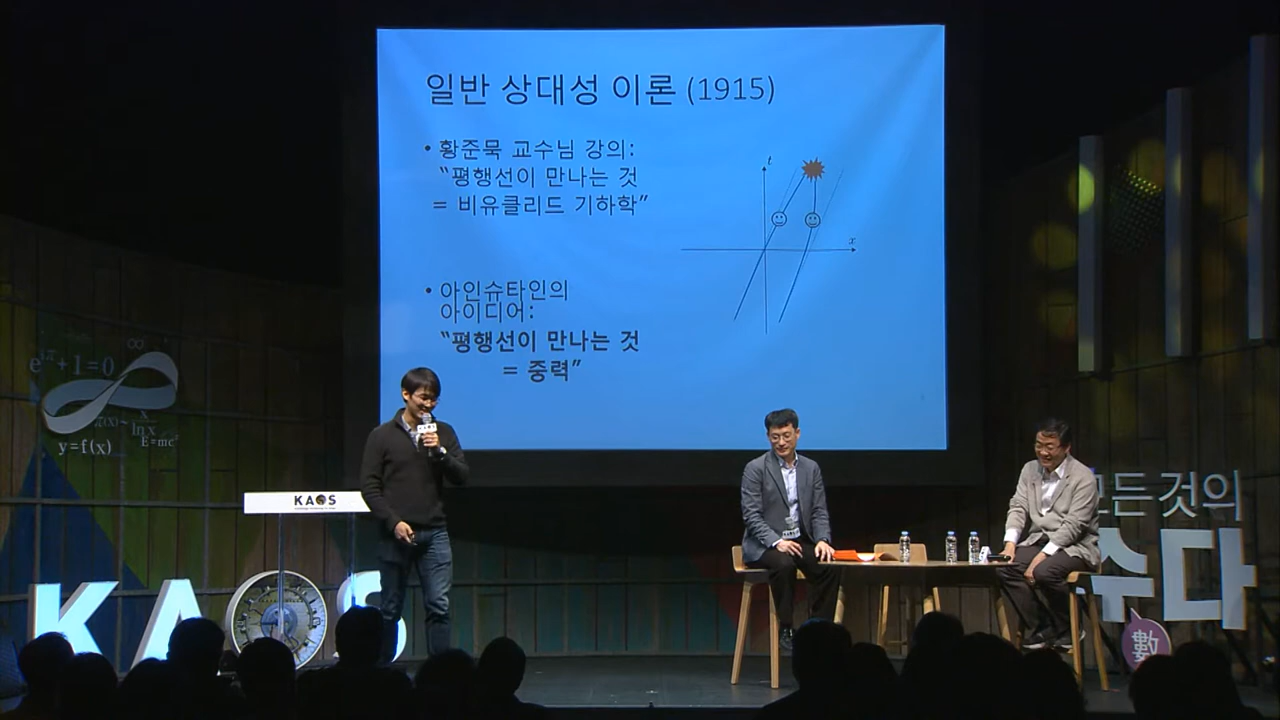 일반 상대성 이론 (1915)
• 황준묵 교수님 강의:
“평행선이 만나는 것
= 비유클리드 기하학”
• 아인슈타인의
아이디어:
“평행선이 만나는 것
= 중력”
t
x
e^iπ+1=0
∞
π(x)~x/ln x
E=mc²
y=f(x)
KAOS
KAOS
모든것의
수다
數